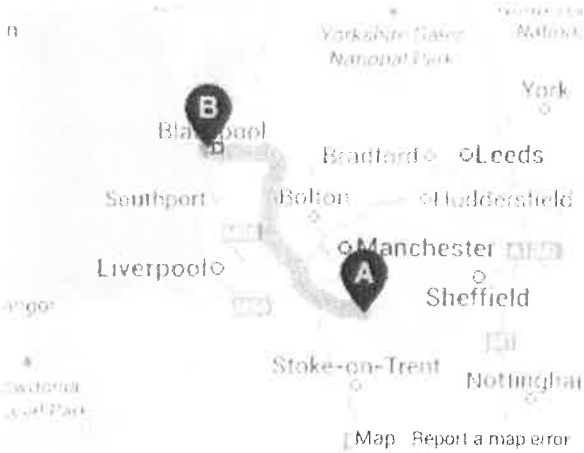 Yorkshire Dales
National Park
York
B
Blackpool
Bradford
Leeds
Southport
Bolton
Huddersfield
Manchester
Liverpool
A
Sheffield
Stoke-on-Trent
Nottingha
Map Report a map error